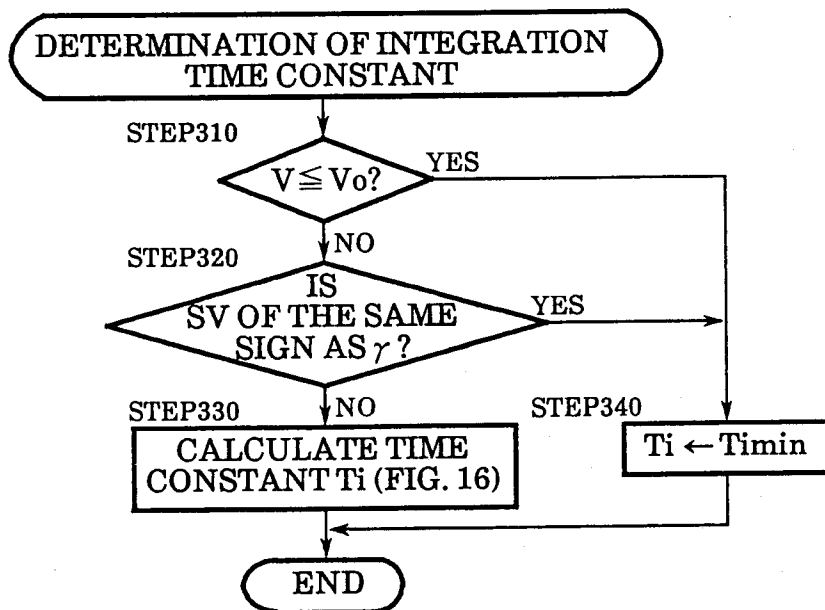 DETERMINATION OF INTEGRATION
TIME CONSTANT
STEP310
V≦Vo?
YES
NO
STEP320
IS
SV OF THE SAME
SIGN AS γ ?
YES
NO
STEP330
CALCULATE TIME
CONSTANT Ti (FIG. 16)
STEP340
Ti ← Timin
END